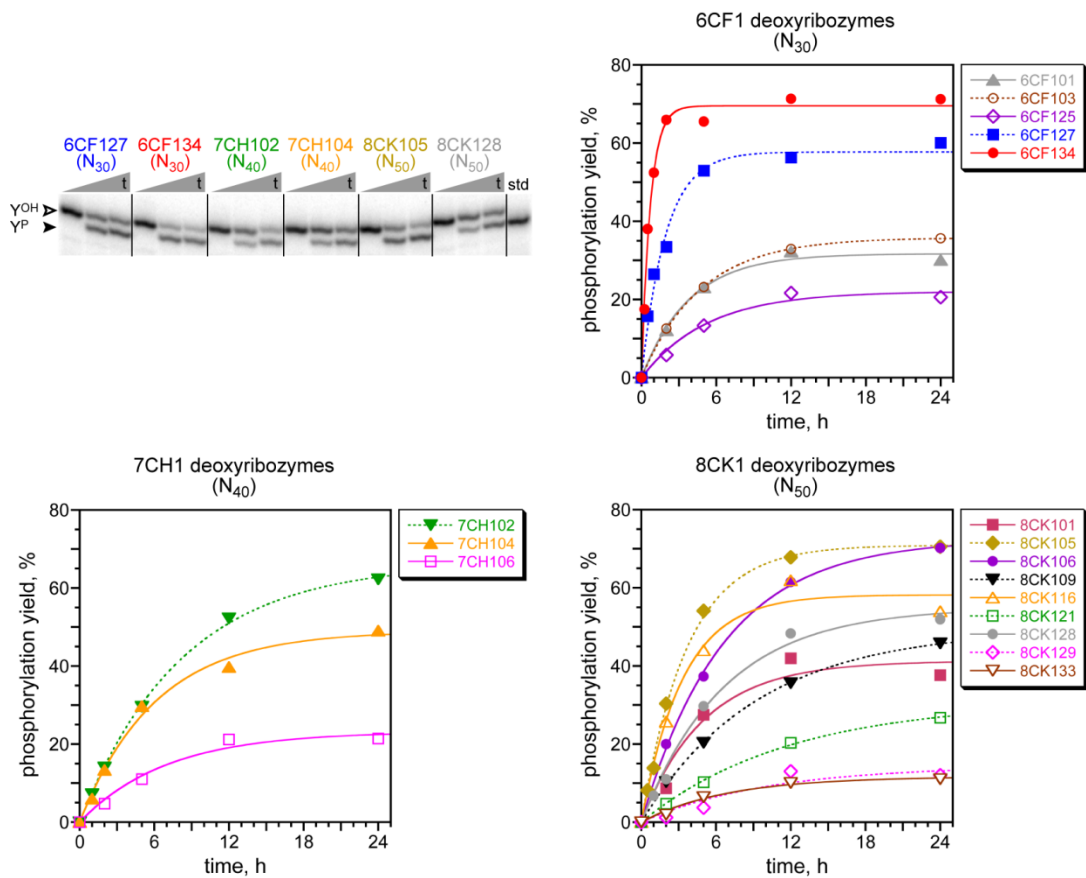 6CF127 6CF134 7CH102 7CH104 8CK105 8CK128
(N30) (N30) (N40) (N40) (N50) (N50)
t t t t t t std
YOH
YP
6CF1 deoxyribozymes
(N30)
phosphorylation yield, %
80
60
40
20
0
0 6 12 18 24
time, h
6CF101
6CF103
6CF125
6CF127
6CF134
7CH1 deoxyribozymes
(N40)
phosphorylation yield, %
80
60
40
20
0
0 6 12 18 24
time, h
7CH102
7CH104
7CH106
8CK1 deoxyribozymes
(N50)
phosphorylation yield, %
80
60
40
20
0
0 6 12 18 24
time, h
8CK101
8CK105
8CK106
8CK109
8CK116
8CK121
8CK128
8CK129
8CK133